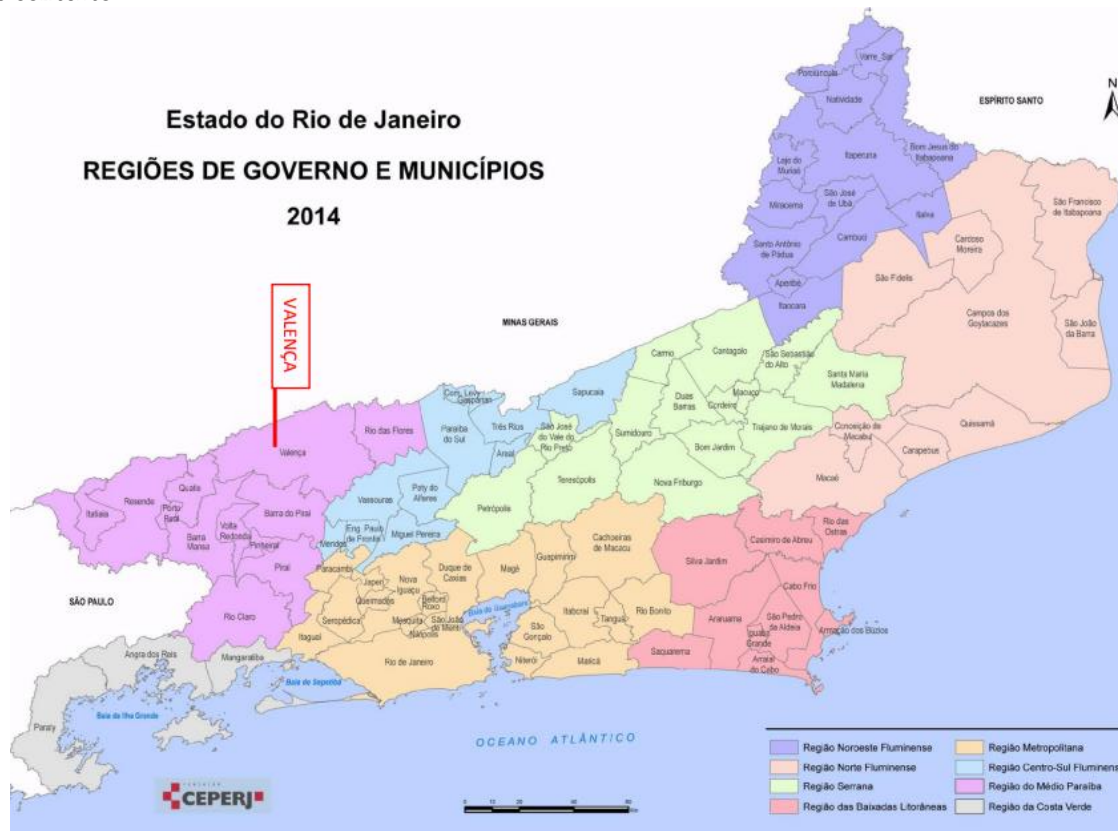 Estado do Rio de Janeiro
REGIÕES DE GOVERNO E MUNICÍPIOS
2014
VALENÇA
MINAS GERAIS
ESPÍRITO SANTO
SÃO PAULO
N
Varre_Sai
Porciúncula
Natividade
Bom Jesus do
Itabapoana
Itaperuna
Laje do
Muriaé
São José
de Ubá
Miracema
Italva
Cambuci
Santo Antônio
de Pádua
Aperibé
Itaocara
São Francisco
de Itabapoana
Cardoso
Moreira
São Fidelis
Campos dos
Goytacazes
São João
da Barra
Quissamã
Conceição de
Macabu
Carapebus
Macaé
Carmo
Cantagalo
São Sebastião
do Alto
Santa Maria
Madalena
Macuco
Duas
Barras
Cordeiro
Trajano de Morais
Sumidouro
Bom Jardim
São José
do Vale do
Rio Preto
Teresópolis
Nova Friburgo
Petrópolis
Sapucaia
Com. Levy
Gasparian
Três Rios
Paraíba
do Sul
Areal
Paty do
Alferes
Vassouras
Eng. Paulo
de Frontin
Miguel Pereira
Mendes
Rio das Flores
Valença
Quatis
Resende
Itatiaia
Porto
Real
Barra
Mansa
Volta
Redonda
Barra do Piraí
Pinheiral
Piraí
Rio Claro
Paracambi
Japeri
Nova
Iguaçu
Duque de
Caxias
Magé
Guapimirim
Cachoeiras
de Macacu
Queimados
Belford
Roxo
Seropédica
Mesquita
São João
de Meriti
Nilópolis
Itaguaí
Rio de Janeiro
Baía de Guanabara
São
Gonçalo
Itaboraí
Tanguá
Rio Bonito
Niterói
Maricá
Silva Jardim
Casimiro de Abreu
Rio das
Ostras
Cabo Frio
Araruama
São Pedro
da Aldeia
Iguaba
Grande
Armação dos Búzios
Saquarema
Arraial
do Cabo
Angra dos Reis
Mangaratiba
Paraty
Baía da Ilha Grande
Baía de Sepetiba
OCEANO ATLÂNTICO
CEPERJ
Região Noroeste Fluminense
Região Norte Fluminense
Região Serrana
Região das Baixadas Litorâneas
Região Metropolitana
Região Centro-Sul Fluminens
Região do Médio Paraíba
Região da Costa Verde